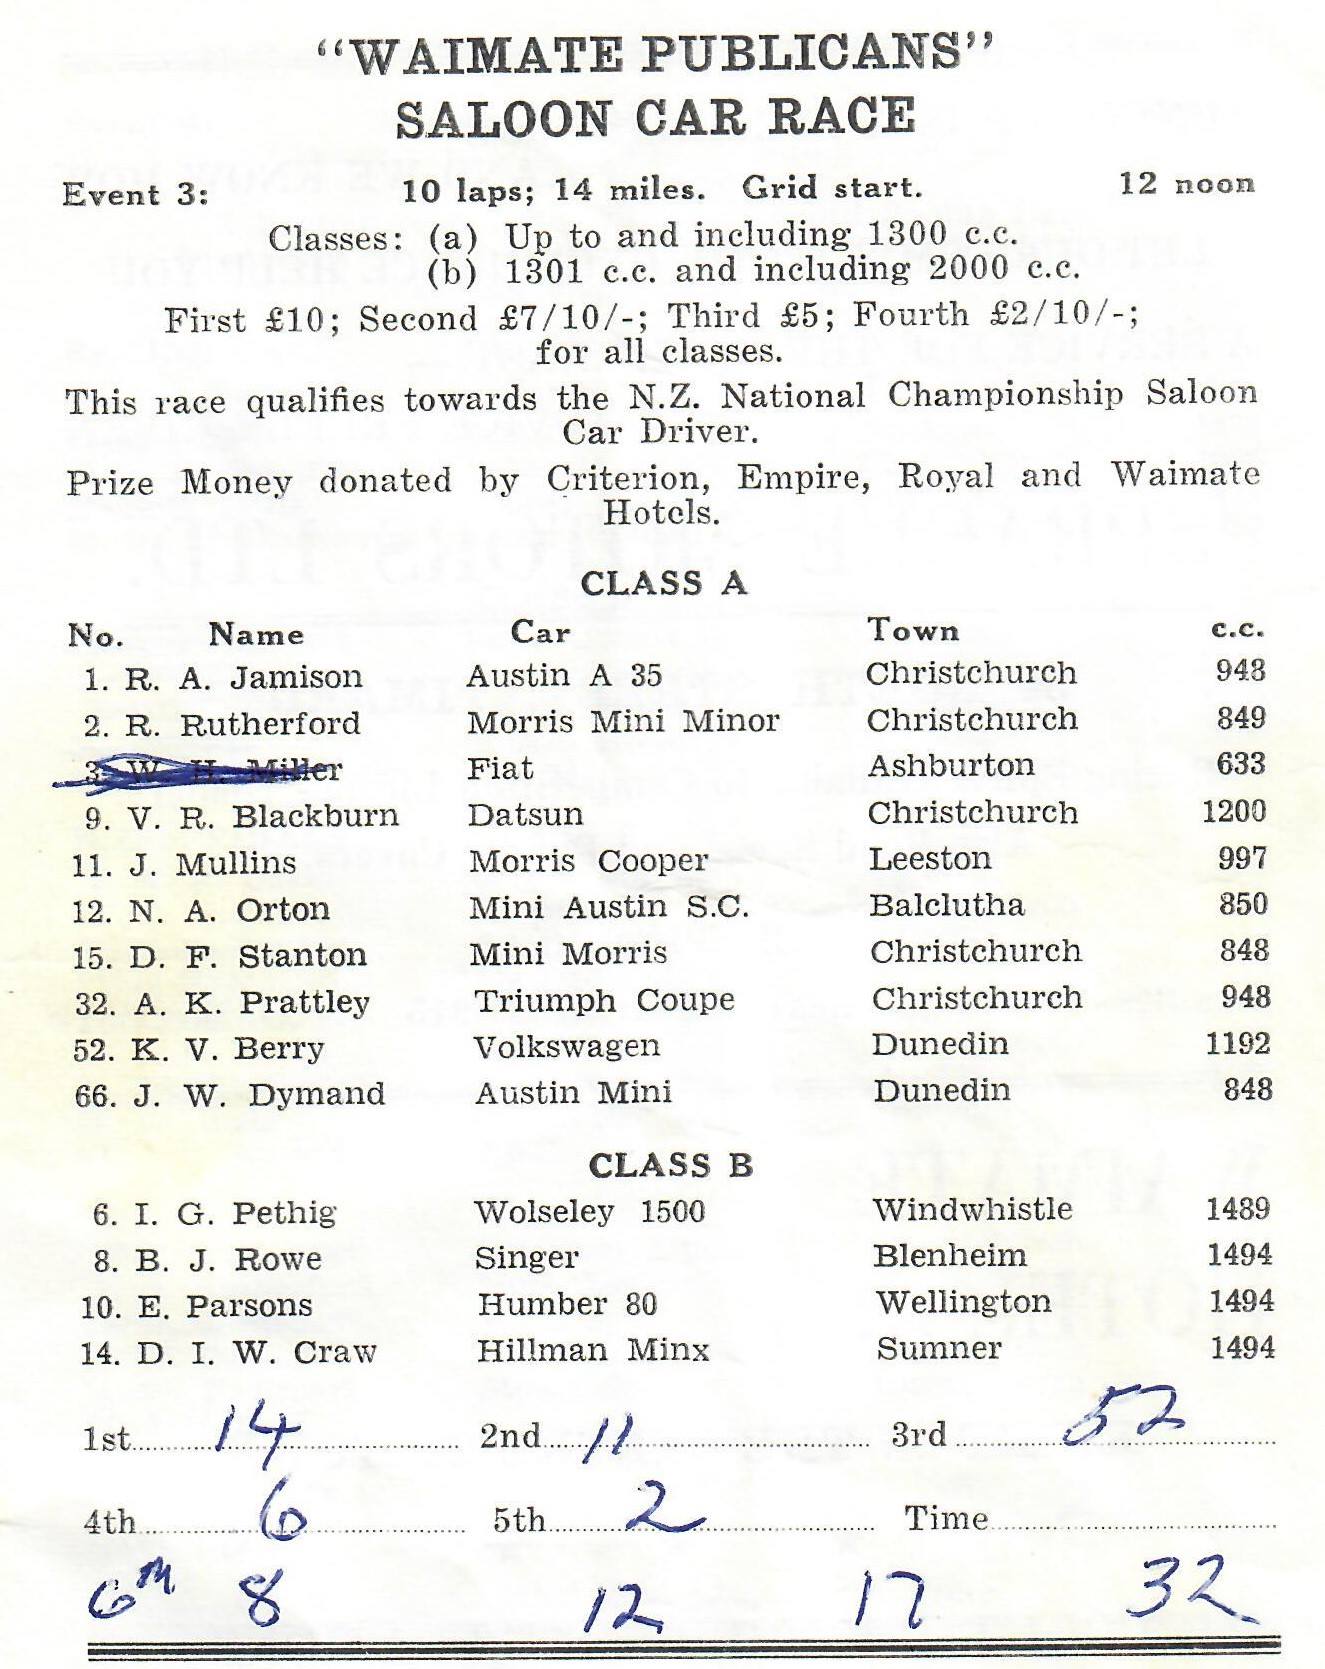 "WAIMATE PUBLICANS"
SALOON CAR RACE
Event 3: 10 laps; 14 miles. Grid start. 12 noon
Classes: (a) Up to and including 1300 c.c.
(b) 1301 c.c. and including 2000 c.c.
First £10; Second £7/10/-; Third £5; Fourth £2/10/-;
for all classes.
This race qualifies towards the N.Z. National Championship Saloon
Car Driver.
Prize Money donated by Criterion, Empire, Royal and Waimate
Hotels.
CLASS A
No. Name Car Town c.c.
1. R. A. Jamison Austin A 35 Christchurch 948
2. R. Rutherford Morris Mini Minor Christchurch 849
3. W. H. Miller Fiat Ashburton 633
9. V. R. Blackburn Datsun Christchurch 1200
11. J. Mullins Morris Cooper Leeston 997
12. N. A. Orton Mini Austin S.C. Balclutha 850
15. D. F. Stanton Mini Morris Christchurch 848
32. A. K. Prattley Triumph Coupe Christchurch 948
52. K. V. Berry Volkswagen Dunedin 1192
66. J. W. Dymand Austin Mini Dunedin 848
CLASS B
6. I. G. Pethig Wolseley 1500 Windwhistle 1489
8. B. J. Rowe Singer Blenheim 1494
10. E. Parsons Humber 80 Wellington 1494
14. D. I. W. Craw Hillman Minx Sumner 1494
1st 14 2nd 11 3rd 52
4th 6 5th 2 Time
6th 8 12 17 32